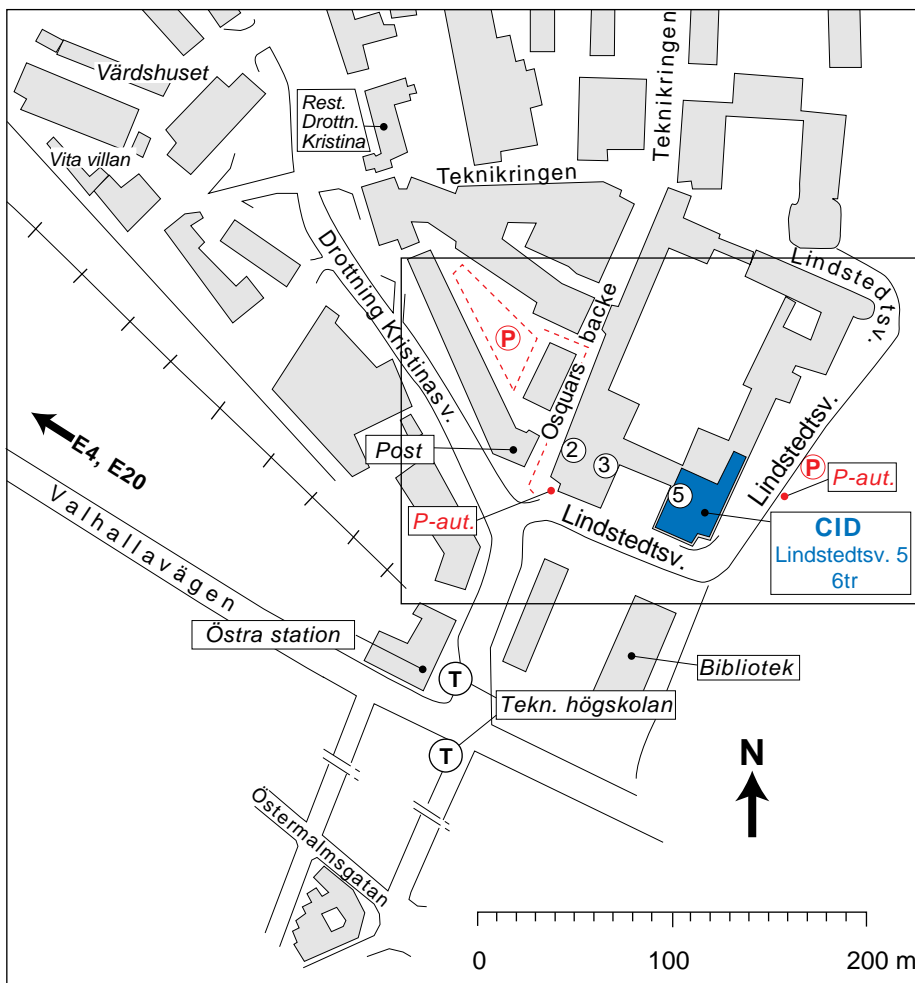 Värdshuset
Vita villan
Rest.
Drottn.
Kristina
Teknikringen
Teknikringen
Teknikringen
Lindstedtsv.
Drottning Kristinas v.
P
Osquars backe
Post
2
3
5
P-aut.
Lindstedtsv.
Lindstedtsv.
P
P-aut.
CID
Lindstedtsv. 5
6tr
E4, E20
Valhallavägen
Östra station
T
Tekn. högskolan
T
Bibliotek
N
Östermalmsgatan
0 100 200 m